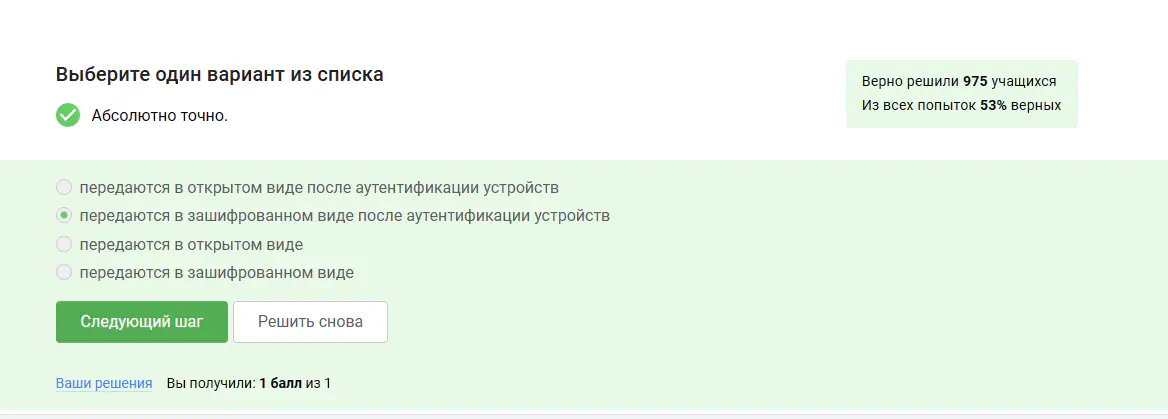 Выберите один вариант из списка
Верно решили 975 учащихся
Из всех попыток 53% верных
Абсолютно точно.
передаются в открытом виде после аутентификации устройств
передаются в зашифрованном виде после аутентификации устройств
передаются в открытом виде
передаются в зашифрованном виде
Следующий шаг Решить снова
Ваши решения Вы получили: 1 балл из 1